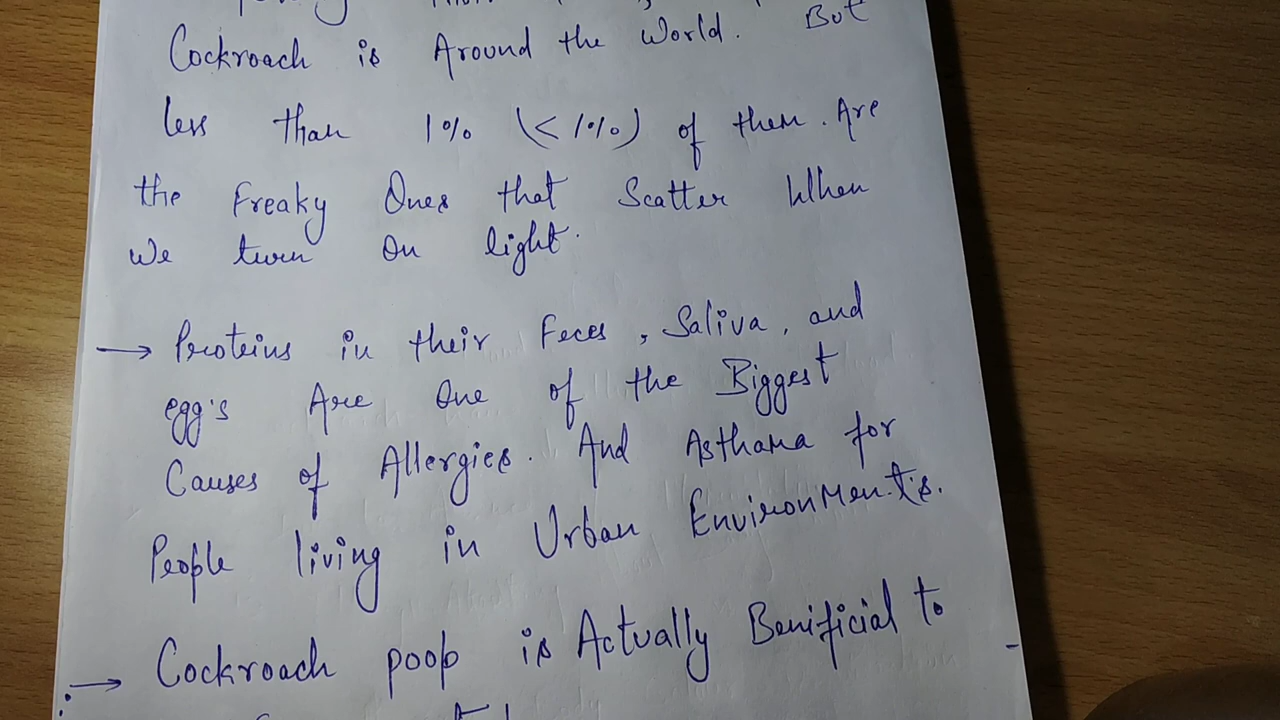 Cockroach is Around the World. But
less than 1% (<1%) of them. Are
the Freaky Ones that Scatter When
We turn on light.
→ Proteins in their Feces, Saliva, and
egg's Are One of the Biggest
Causes of Allergies. And Asthama for
People living in Urban Environments.
→ Cockroach poop is Actually Benificial to